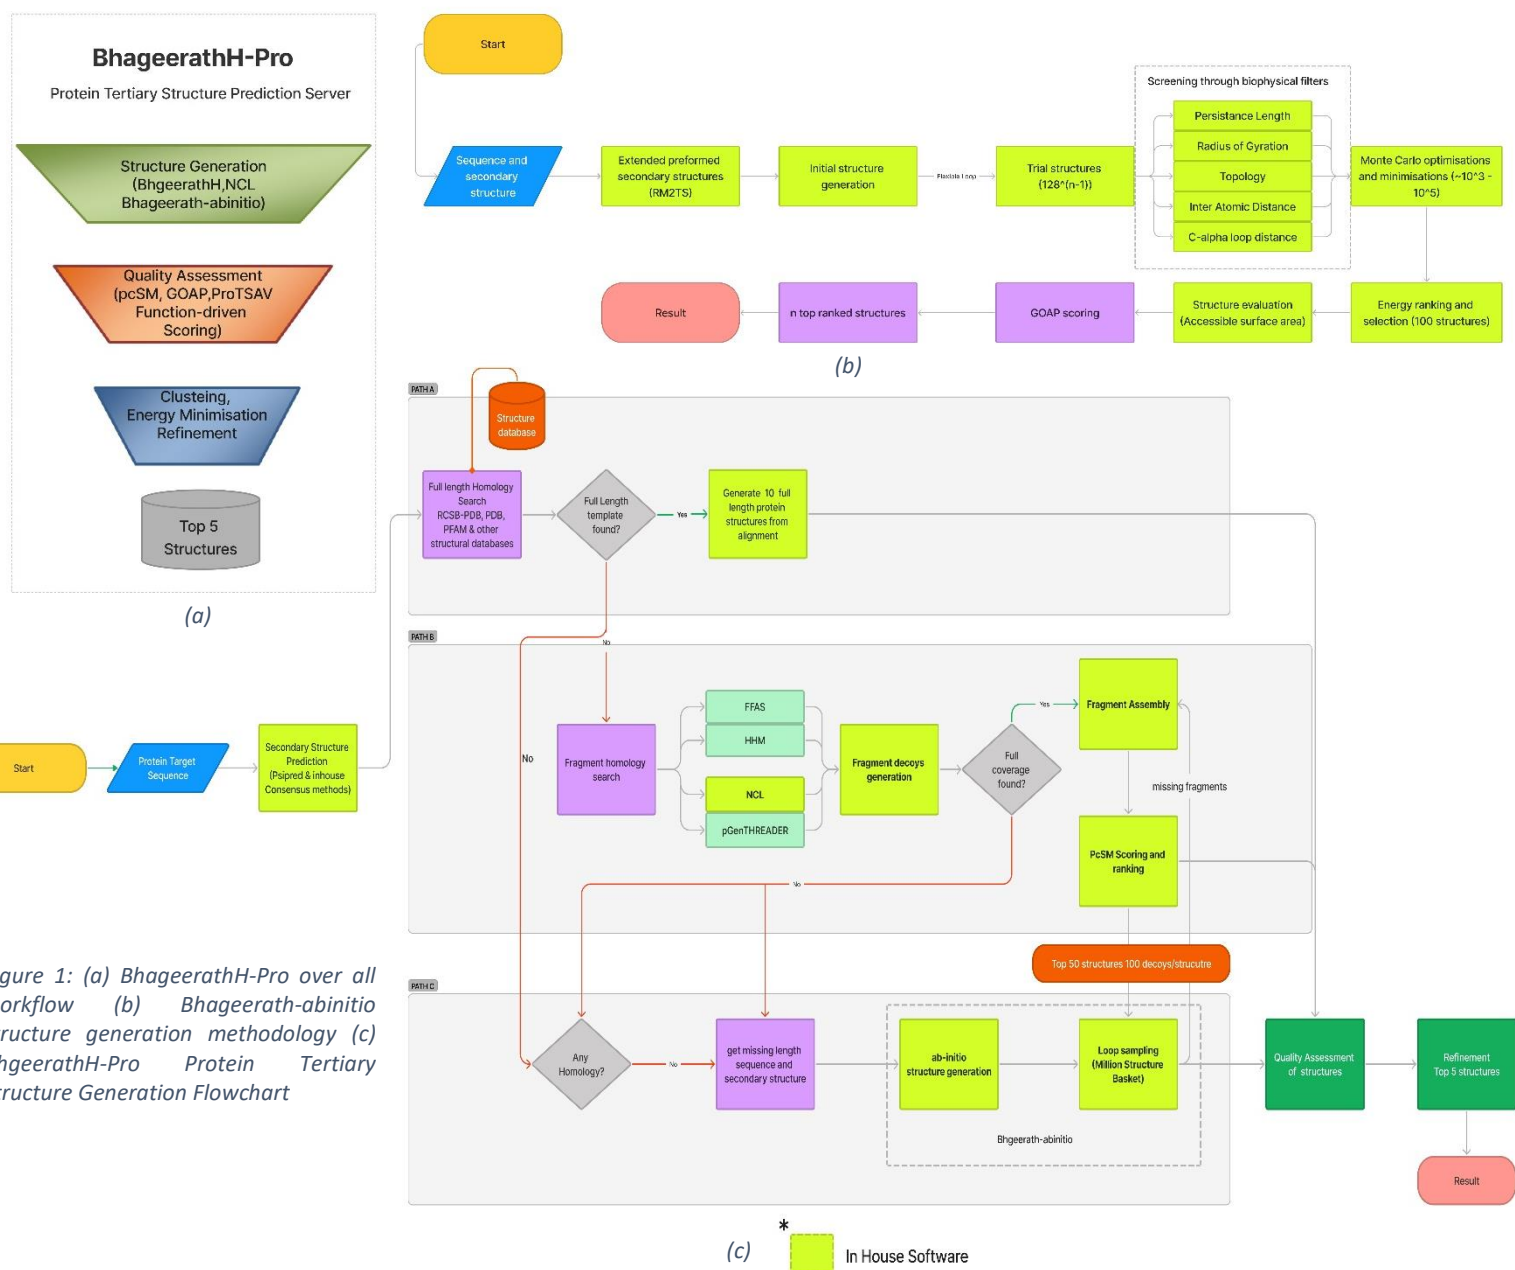 BhageerathH-Pro
Protein Tertiary Structure Prediction Server
Structure Generation
(BhgeerathH,NCL
Bhageerath-abinitio)
Quality Assessment
(pcSM, GOAP,ProTSAV
Function-driven
Scoring)
Clusteing,
Energy Minimisation
Refinement
Top 5
Structures
(a)
Start
Sequence and
secondary
structure
Extended preformed
secondary structures
(RM2TS)
Initial structure
generation
Flexible Loop
Trial structures
(128^(n-1))
Screening through biophysical filters
Persistance Length
Radius of Gyration
Topology
Inter Atomic Distance
C-alpha loop distance
Monte Carlo optimisations
and minimisations (~10^3 -
10^5)
Energy ranking and
selection (100 structures)
Structure evaluation
(Accessible surface area)
GOAP scoring
n top ranked structures
Result
(b)
Start
Protein Target
Sequence
Secondary Structure
Prediction
(Psipred & inhouse
Consensus methods)
PATH A
Structure
database
Full length Homology
Search
RCSB-PDB, PDB,
PFAM & other
structural databases
Full Length
template
found?
Yes
Generate 10 full
length protein
structures from
alignment
No
No
PATH B
Fragment homology
search
FFAS
HHM
NCL
pGenTHREADER
Fragment decoys
generation
Full
coverage
found?
Yes
Fragment Assembly
missing fragments
PcSM Scoring and
ranking
No
Top 50 structures 100 decoys/strucutre
PATH C
Any
Homology?
No
get missing length
sequence and
secondary structure
ab-initio
structure generation
Loop sampling
(Million Structure
Basket)
Bhgeerath-abinitio
Quality Assessment
of structures
Refinement
Top 5 structures
Result
gure 1: (a) BhageerathH-Pro over all
orkflow (b) Bhageerath-abinitio
tructure generation methodology (c)
hgeerathH-Pro Protein Tertiary
tructure Generation Flowchart
*
(c)
In House Software